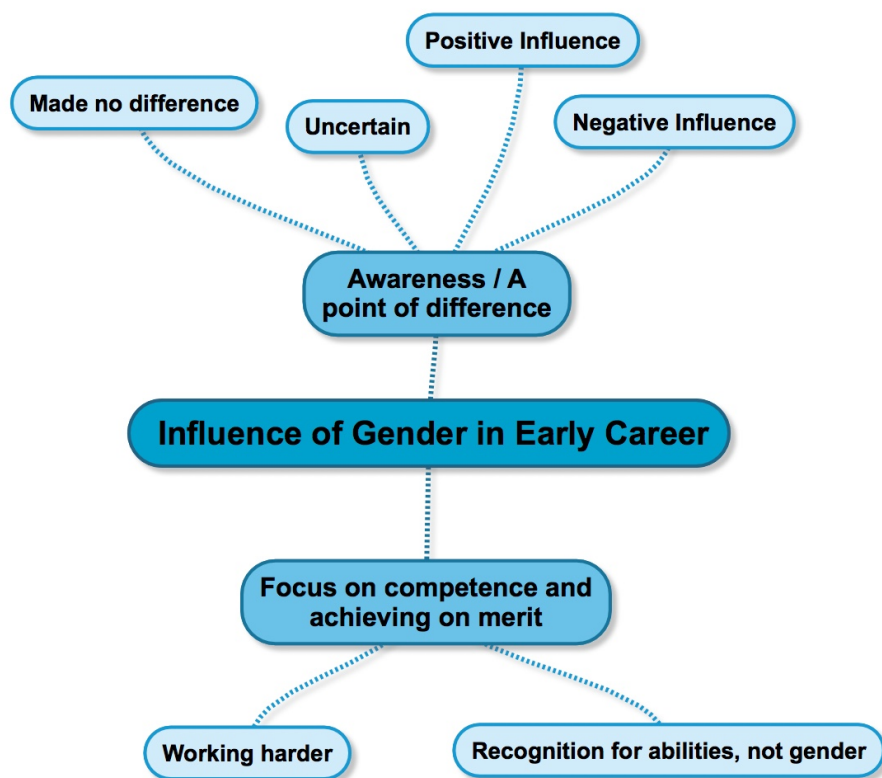 Positive Influence
Made no difference
Uncertain
Negative Influence
Awareness / A
point of difference
Influence of Gender in Early Career
Focus on competence and
achieving on merit
Working harder
Recognition for abilities, not gender